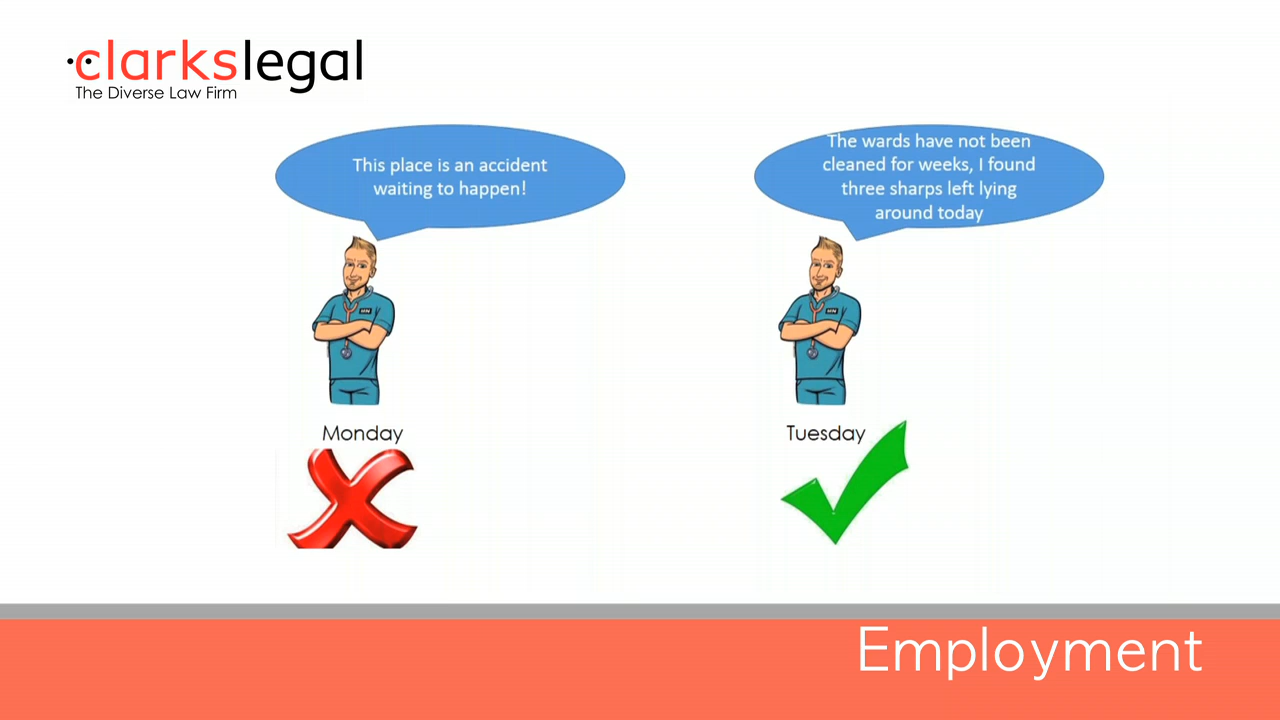 clarkslegal
The Diverse Law Firm
This place is an accident
waiting to happen!
The wards have not been
cleaned for weeks, I found
three sharps left lying
around today
Monday
Tuesday
Employment